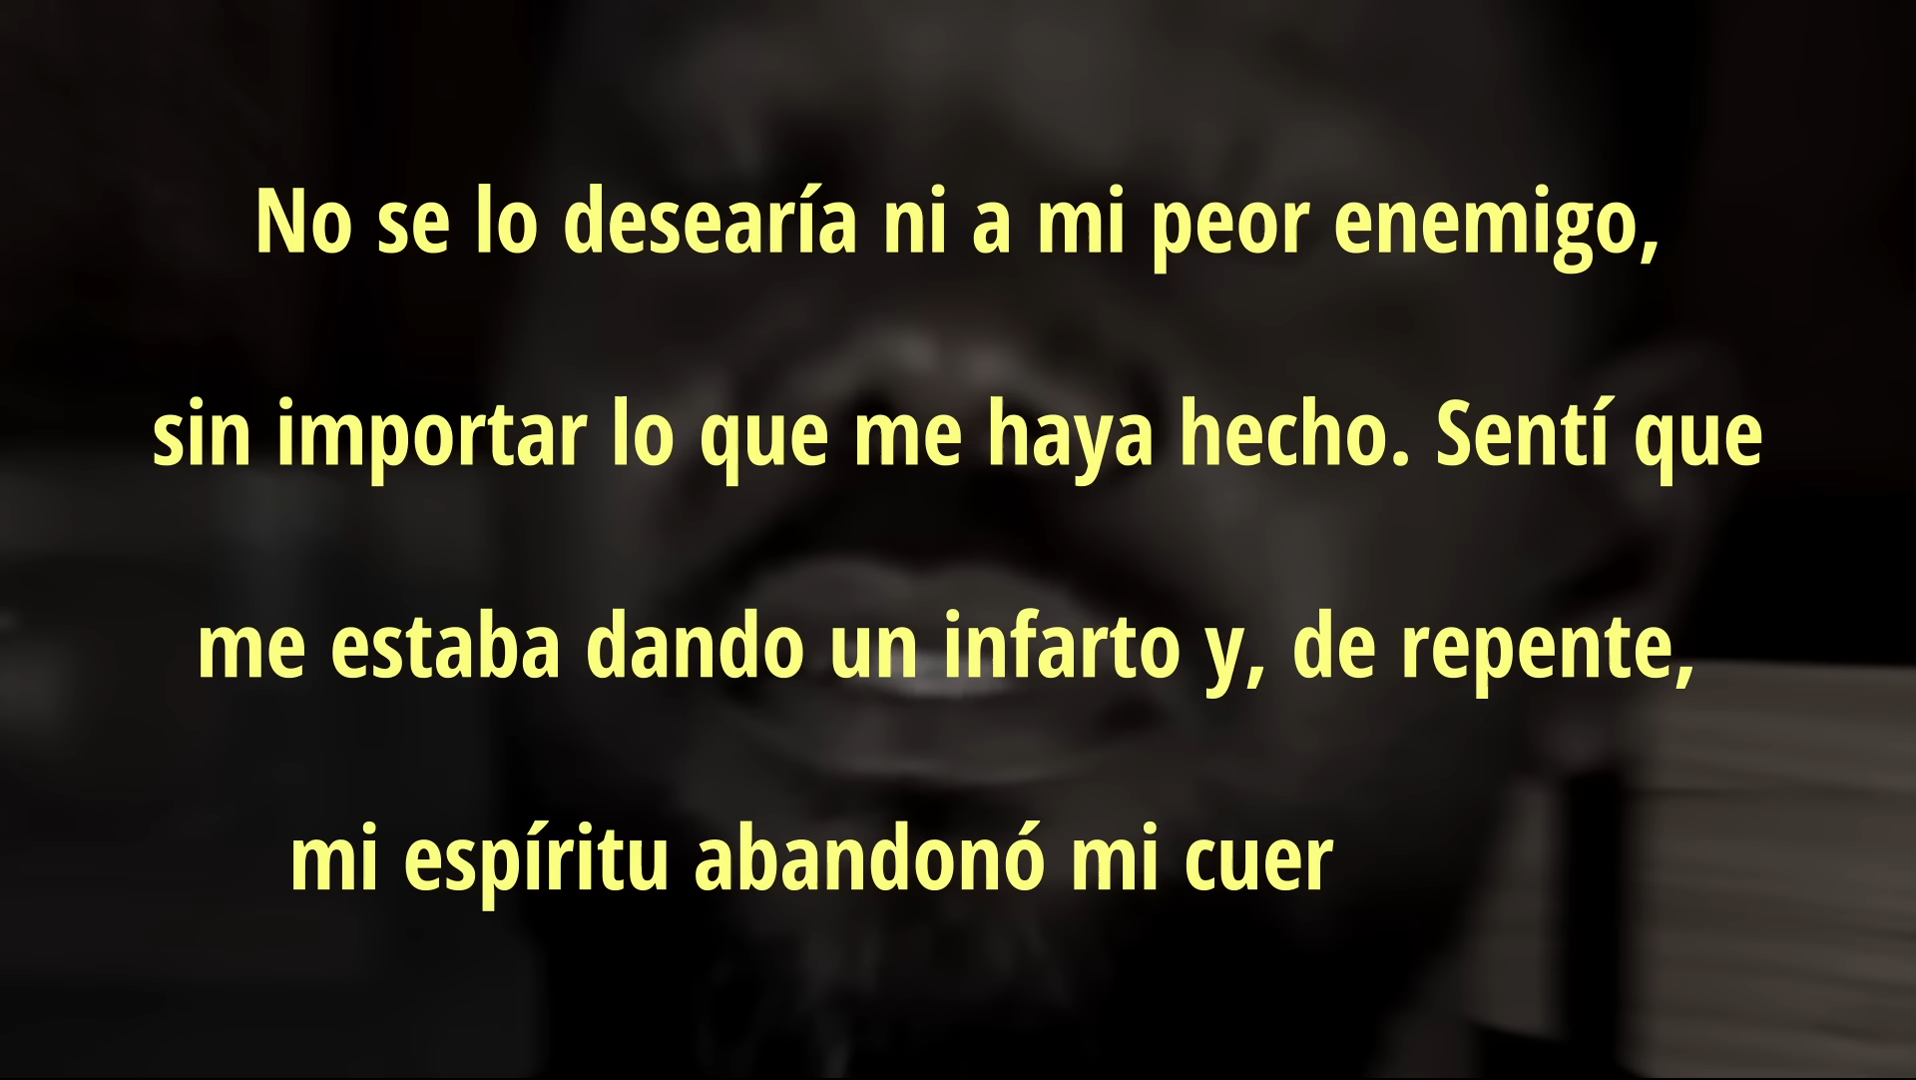 No se lo desearía ni a mi peor enemigo,
sin importar lo que me haya hecho. Sentí que
me estaba dando un infarto y, de repente,
mi espíritu abandonó mi cuer